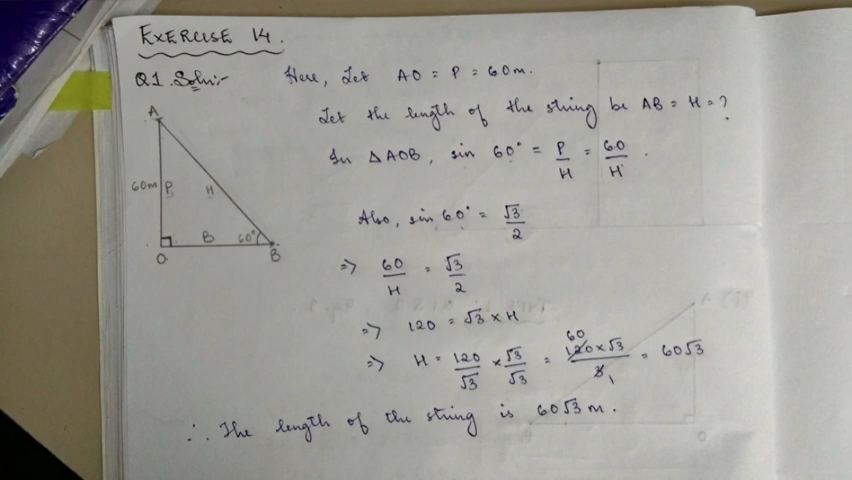 EXERCISE 14.
Q1. Soln:- Here, Let AO = P = 60m.
Let the length of the string be AB = H = ?
In ΔAOB, sin 60° = P/H = 60/H.
A
60m P H
B 60°
O B
Also, sin 60° = √3/2
=> 60/H = √3/2
=> 120 = √3 × H
=> H = 120/√3 × √3/√3 = 60 120×√3/3 1 = 60√3
∴ The length of the string is 60√3 m.